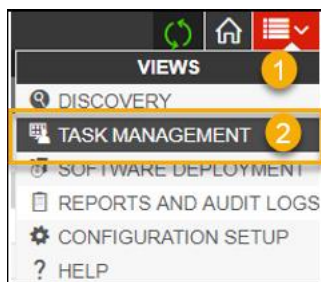 VIEWS 1
DISCOVERY
TASK MANAGEMENT 2
SOFTWARE DEPLOYMENT
REPORTS AND AUDIT LOGS
CONFIGURATION SETUP
? HELP